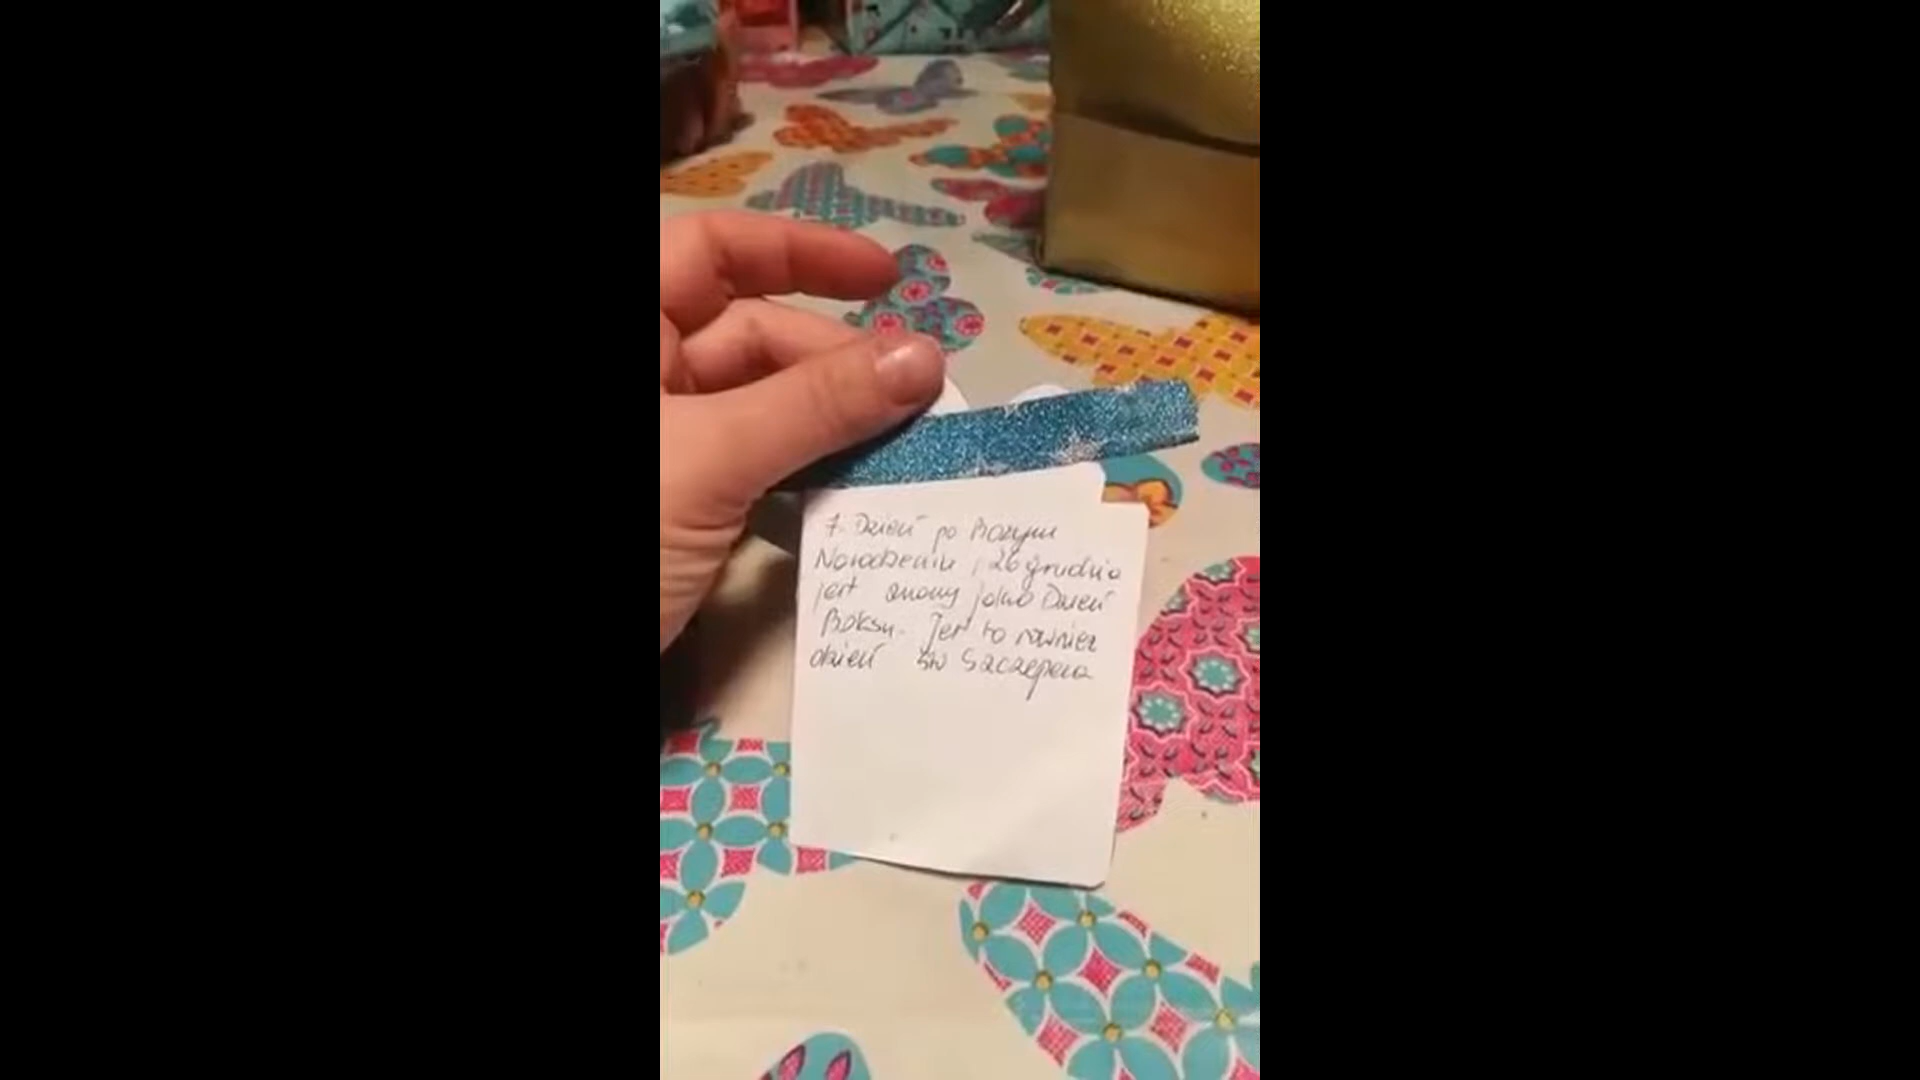 7. Dzień po Bożym
Narodzeniu, 26 grudnia
jest znany jako Dzień
Boksu. Jest to również
dzień św Szczepana